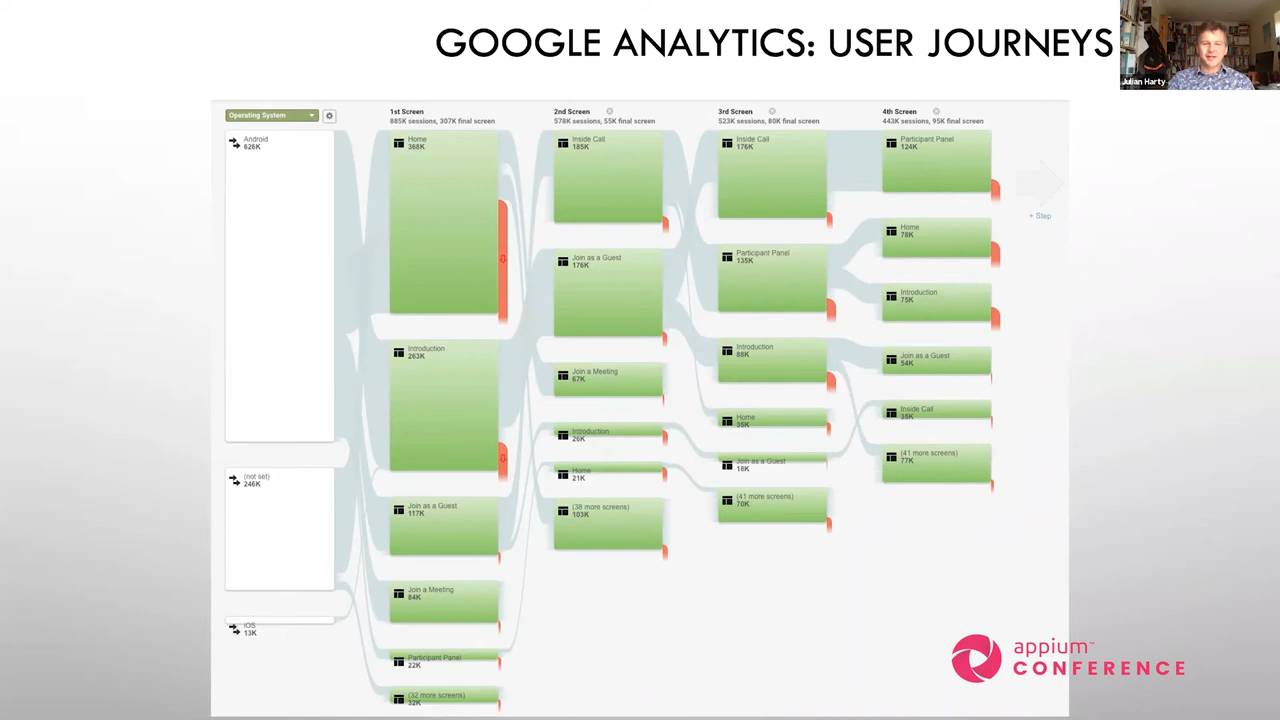 GOOGLE ANALYTICS: USER JOURNEYS
Julian Harty
Operating System
1st Screen
885K sessions, 307K final screen
2nd Screen
578K sessions, 55K final screen
3rd Screen
523K sessions, 80K final screen
4th Screen
443K sessions, 95K final screen
Android
626K
(not set)
246K
iOS
13K
Home
368K
Introduction
263K
Join as a Guest
117K
Join a Meeting
84K
Participant Panel
22K
(32 more screens)
32K
Inside Call
185K
Join as a Guest
176K
Join a Meeting
67K
Introduction
26K
Home
21K
(38 more screens)
103K
Inside Call
176K
Participant Panel
135K
Introduction
88K
Home
35K
Join as a Guest
18K
(41 more screens)
70K
Participant Panel
124K
Home
78K
Introduction
75K
Join as a Guest
54K
Inside Call
35K
(41 more screens)
77K
+ Step
appium™
CONFERENCE